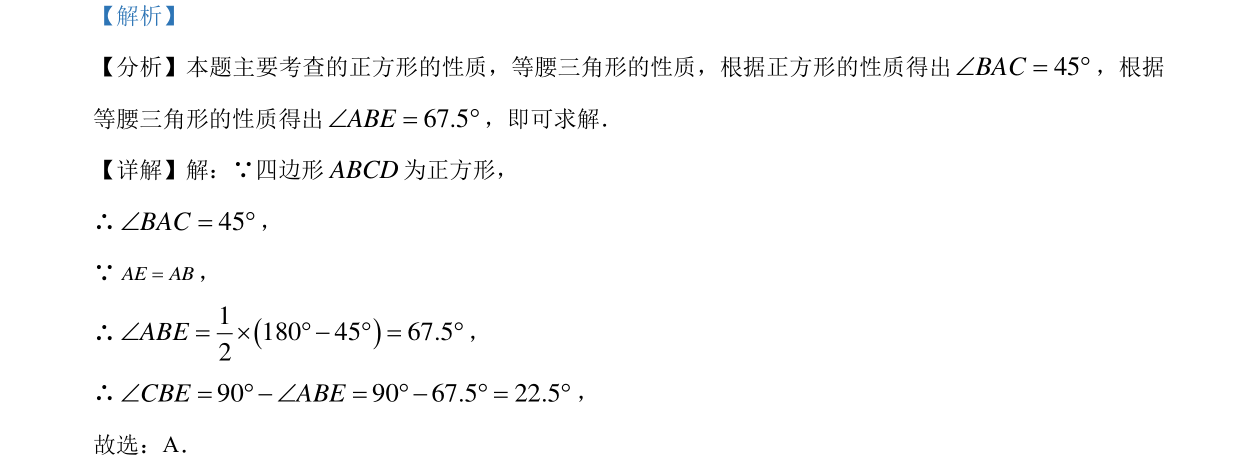 【解析】
【分析】本题主要考查的正方形的性质，等腰三角形的性质，根据正方形的性质得出∠BAC = 45°，根据
等腰三角形的性质得出∠ABE = 67.5°，即可求解．
【详解】解：∵四边形 ABCD 为正方形，
∴∠BAC = 45°，
∵ AE = AB，
∴∠ABE = 1/2 × (180° − 45°) = 67.5°，
∴∠CBE = 90° − ∠ABE = 90° − 67.5° = 22.5°，
故选：A．